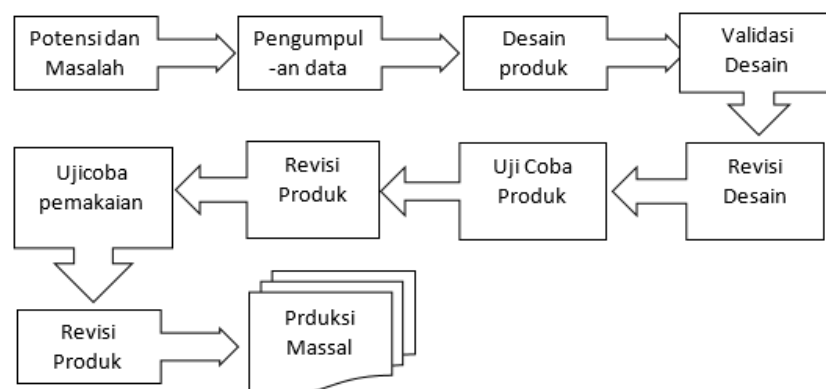 Potensi dan
Masalah
Pengumpul
-an data
Desain
produk
Validasi
Desain
Revisi
Desain
Uji Coba
Produk
Revisi
Produk
Ujicoba
pemakaian
Revisi
Produk
Prduksi
Massal